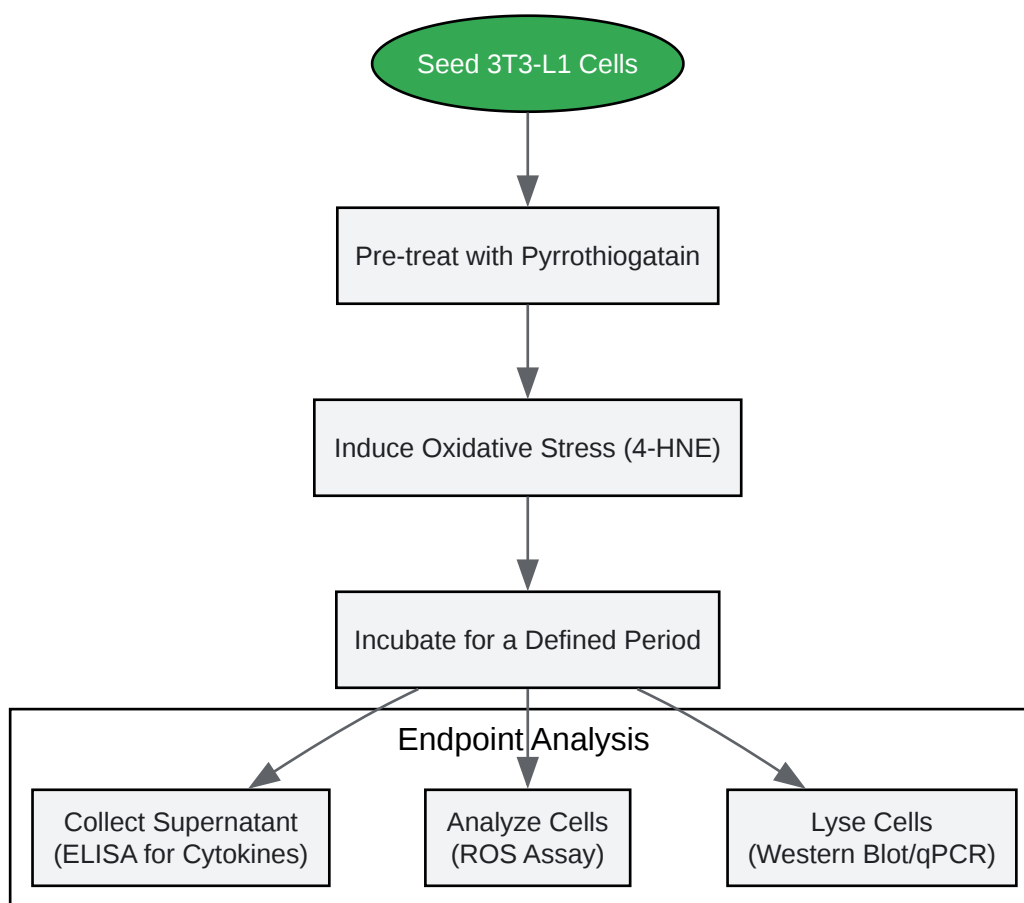 Seed 3T3-L1 Cells
Pre-treat with Pyrrothiogatain
Induce Oxidative Stress (4-HNE)
Incubate for a Defined Period
Endpoint Analysis
Collect Supernatant
(ELISA for Cytokines)
Analyze Cells
(ROS Assay)
Lyse Cells
(Western Blot/qPCR)